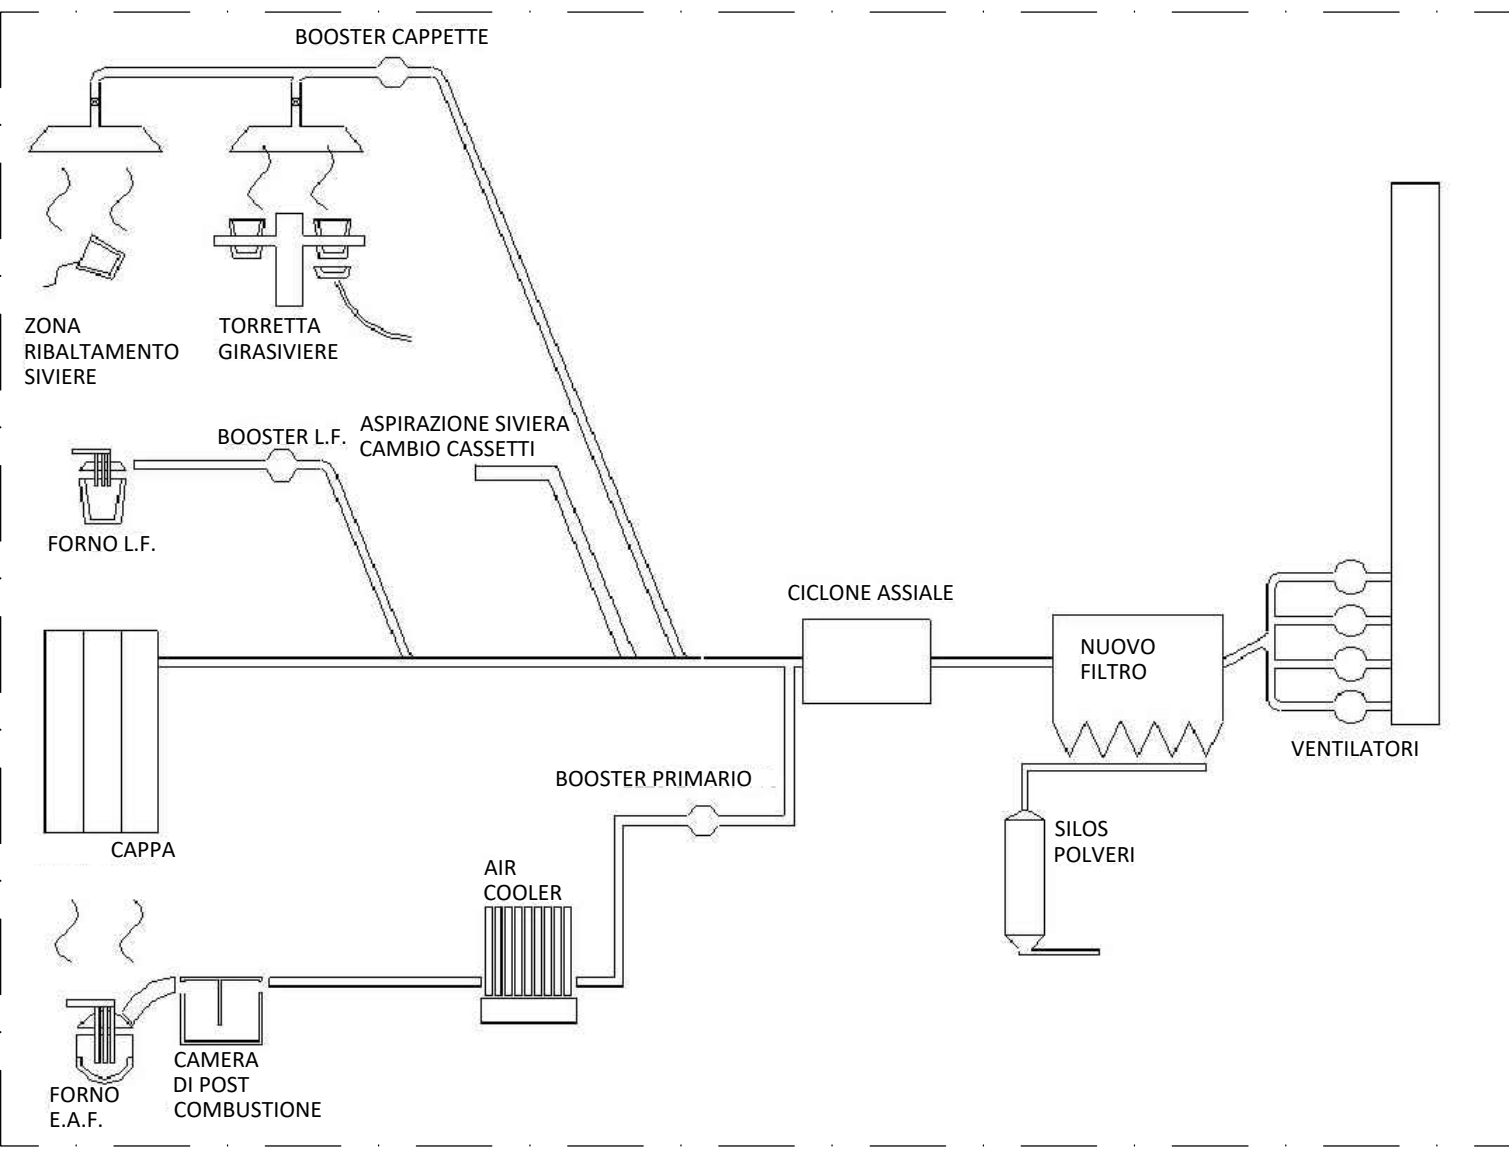 BOOSTER CAPPETTE
ZONA
RIBALTAMENTO
SIVIERE
TORRETTA
GIRASIVIERE
BOOSTER L.F.
ASPIRAZIONE SIVIERA
CAMBIO CASSETTI
FORNO L.F.
CICLONE ASSIALE
NUOVO
FILTRO
VENTILATORI
BOOSTER PRIMARIO
CAPPA
SILOS
POLVERI
AIR
COOLER
CAMERA
DI POST
COMBUSTIONE
FORNO
E.A.F.